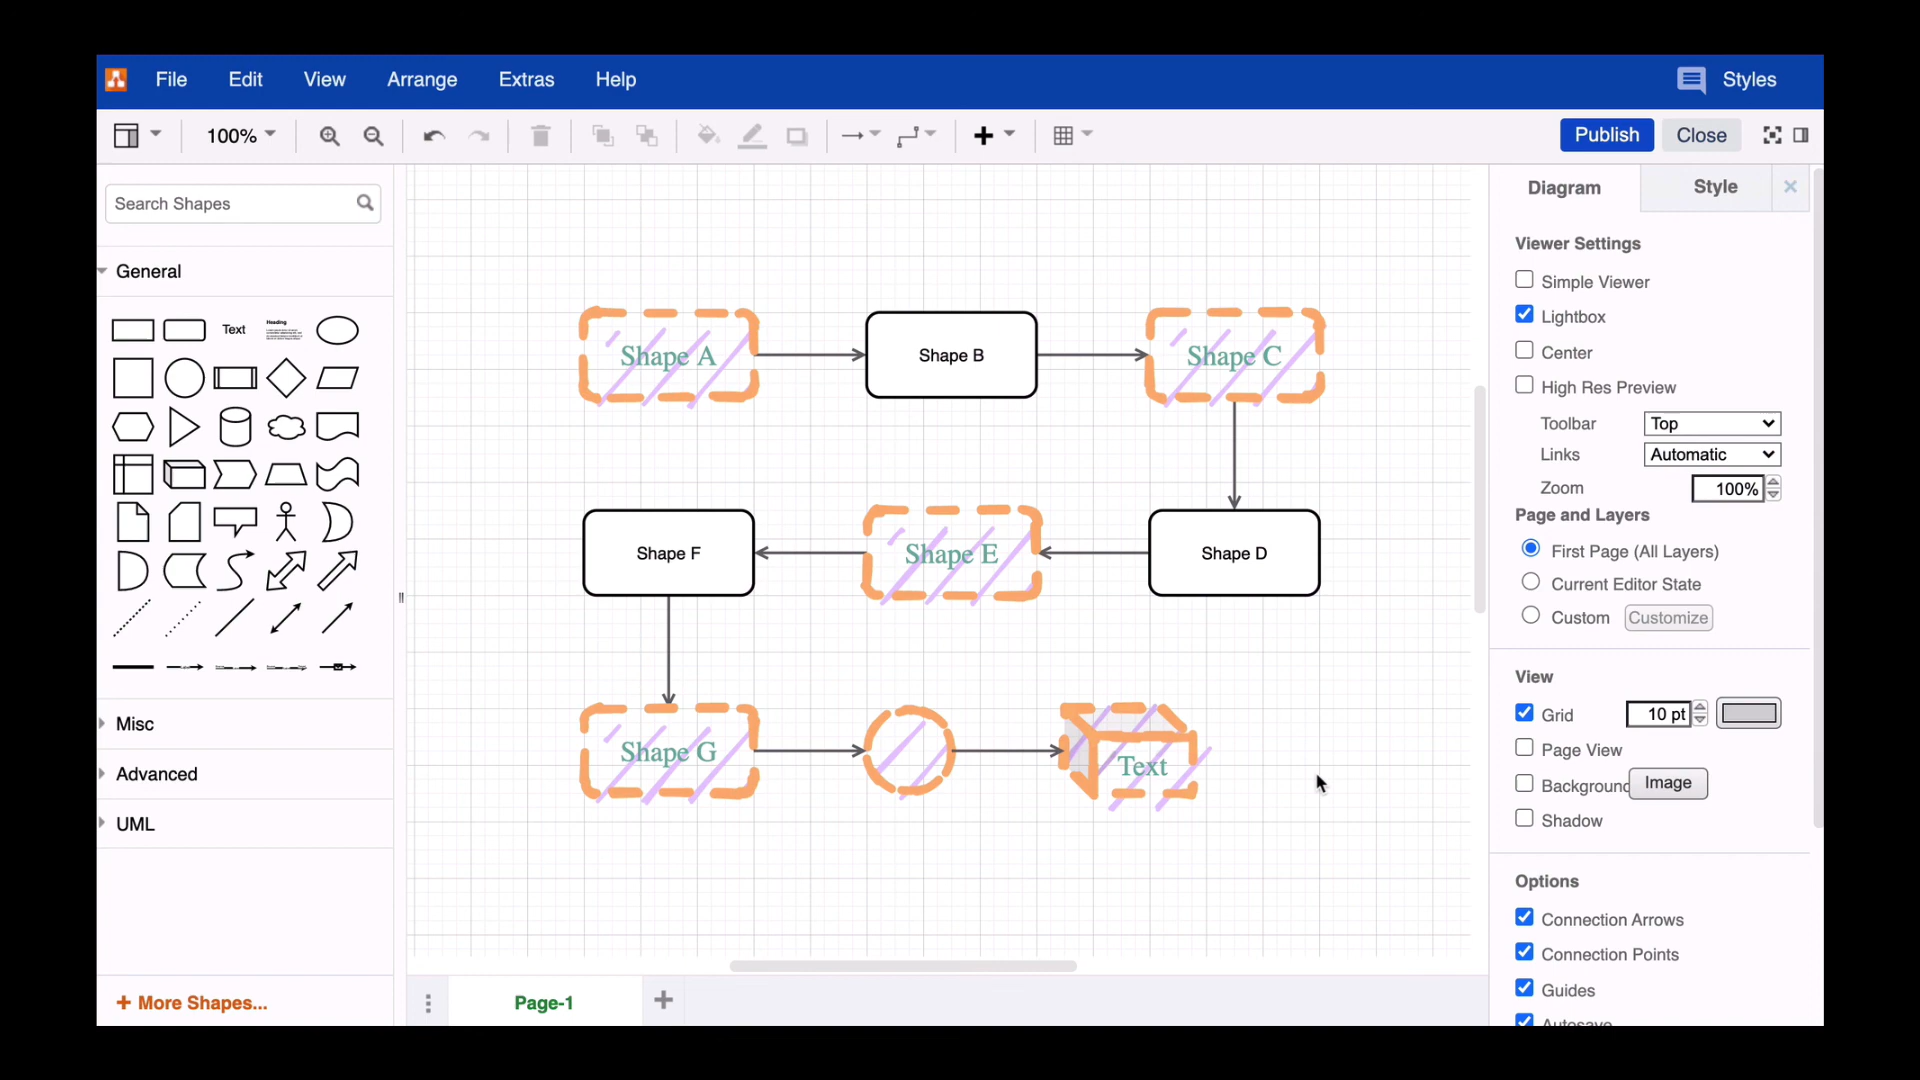 File Edit View Arrange Extras Help Styles
100% Publish Close
Search Shapes
General
Text
Heading
Misc
Advanced
UML
+ More Shapes...
Shape A
Shape B
Shape C
Shape F
Shape E
Shape D
Shape G
Text
Page-1
Diagram Style
Viewer Settings
Simple Viewer
Lightbox
Center
High Res Preview
Toolbar Top
Links Automatic
Zoom 100%
Page and Layers
First Page (All Layers)
Current Editor State
Custom Customize
View
Grid 10 pt
Page View
Background Image
Shadow
Options
Connection Arrows
Connection Points
Guides
Autosave